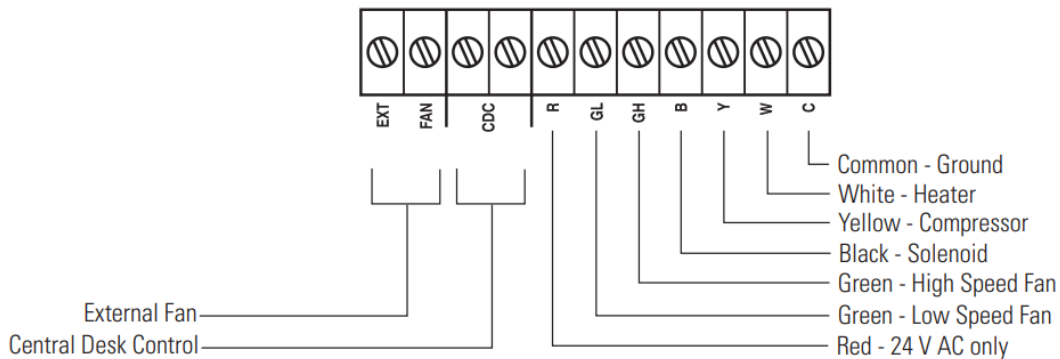 EXT
FAN
CDC
R
GL
GH
B
Y
W
C
Common - Ground
White - Heater
Yellow - Compressor
Black - Solenoid
Green - High Speed Fan
Green - Low Speed Fan
Red - 24 V AC only
External Fan
Central Desk Control